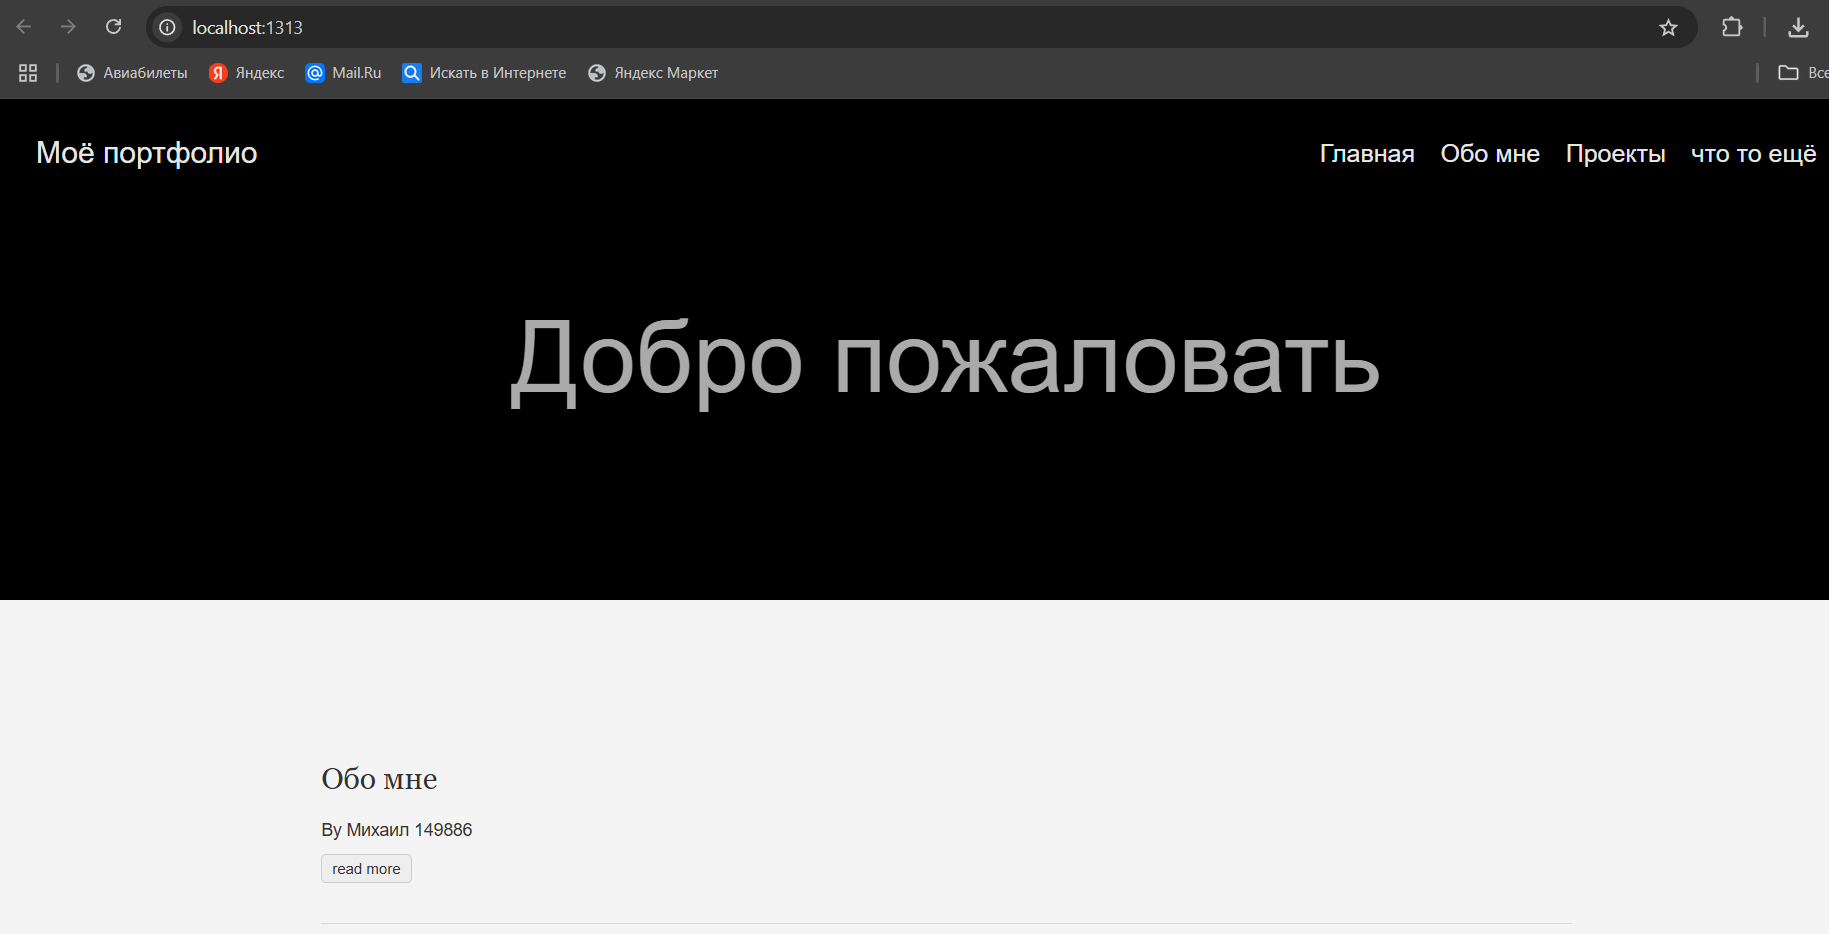 localhost:1313
Авиабилеты Яндекс Mail.Ru Искать в Интернете Яндекс Маркет Все
Моё портфолио Главная Обо мне Проекты что то ещё
Добро пожаловать
Обо мне
By Михаил 149886
read more